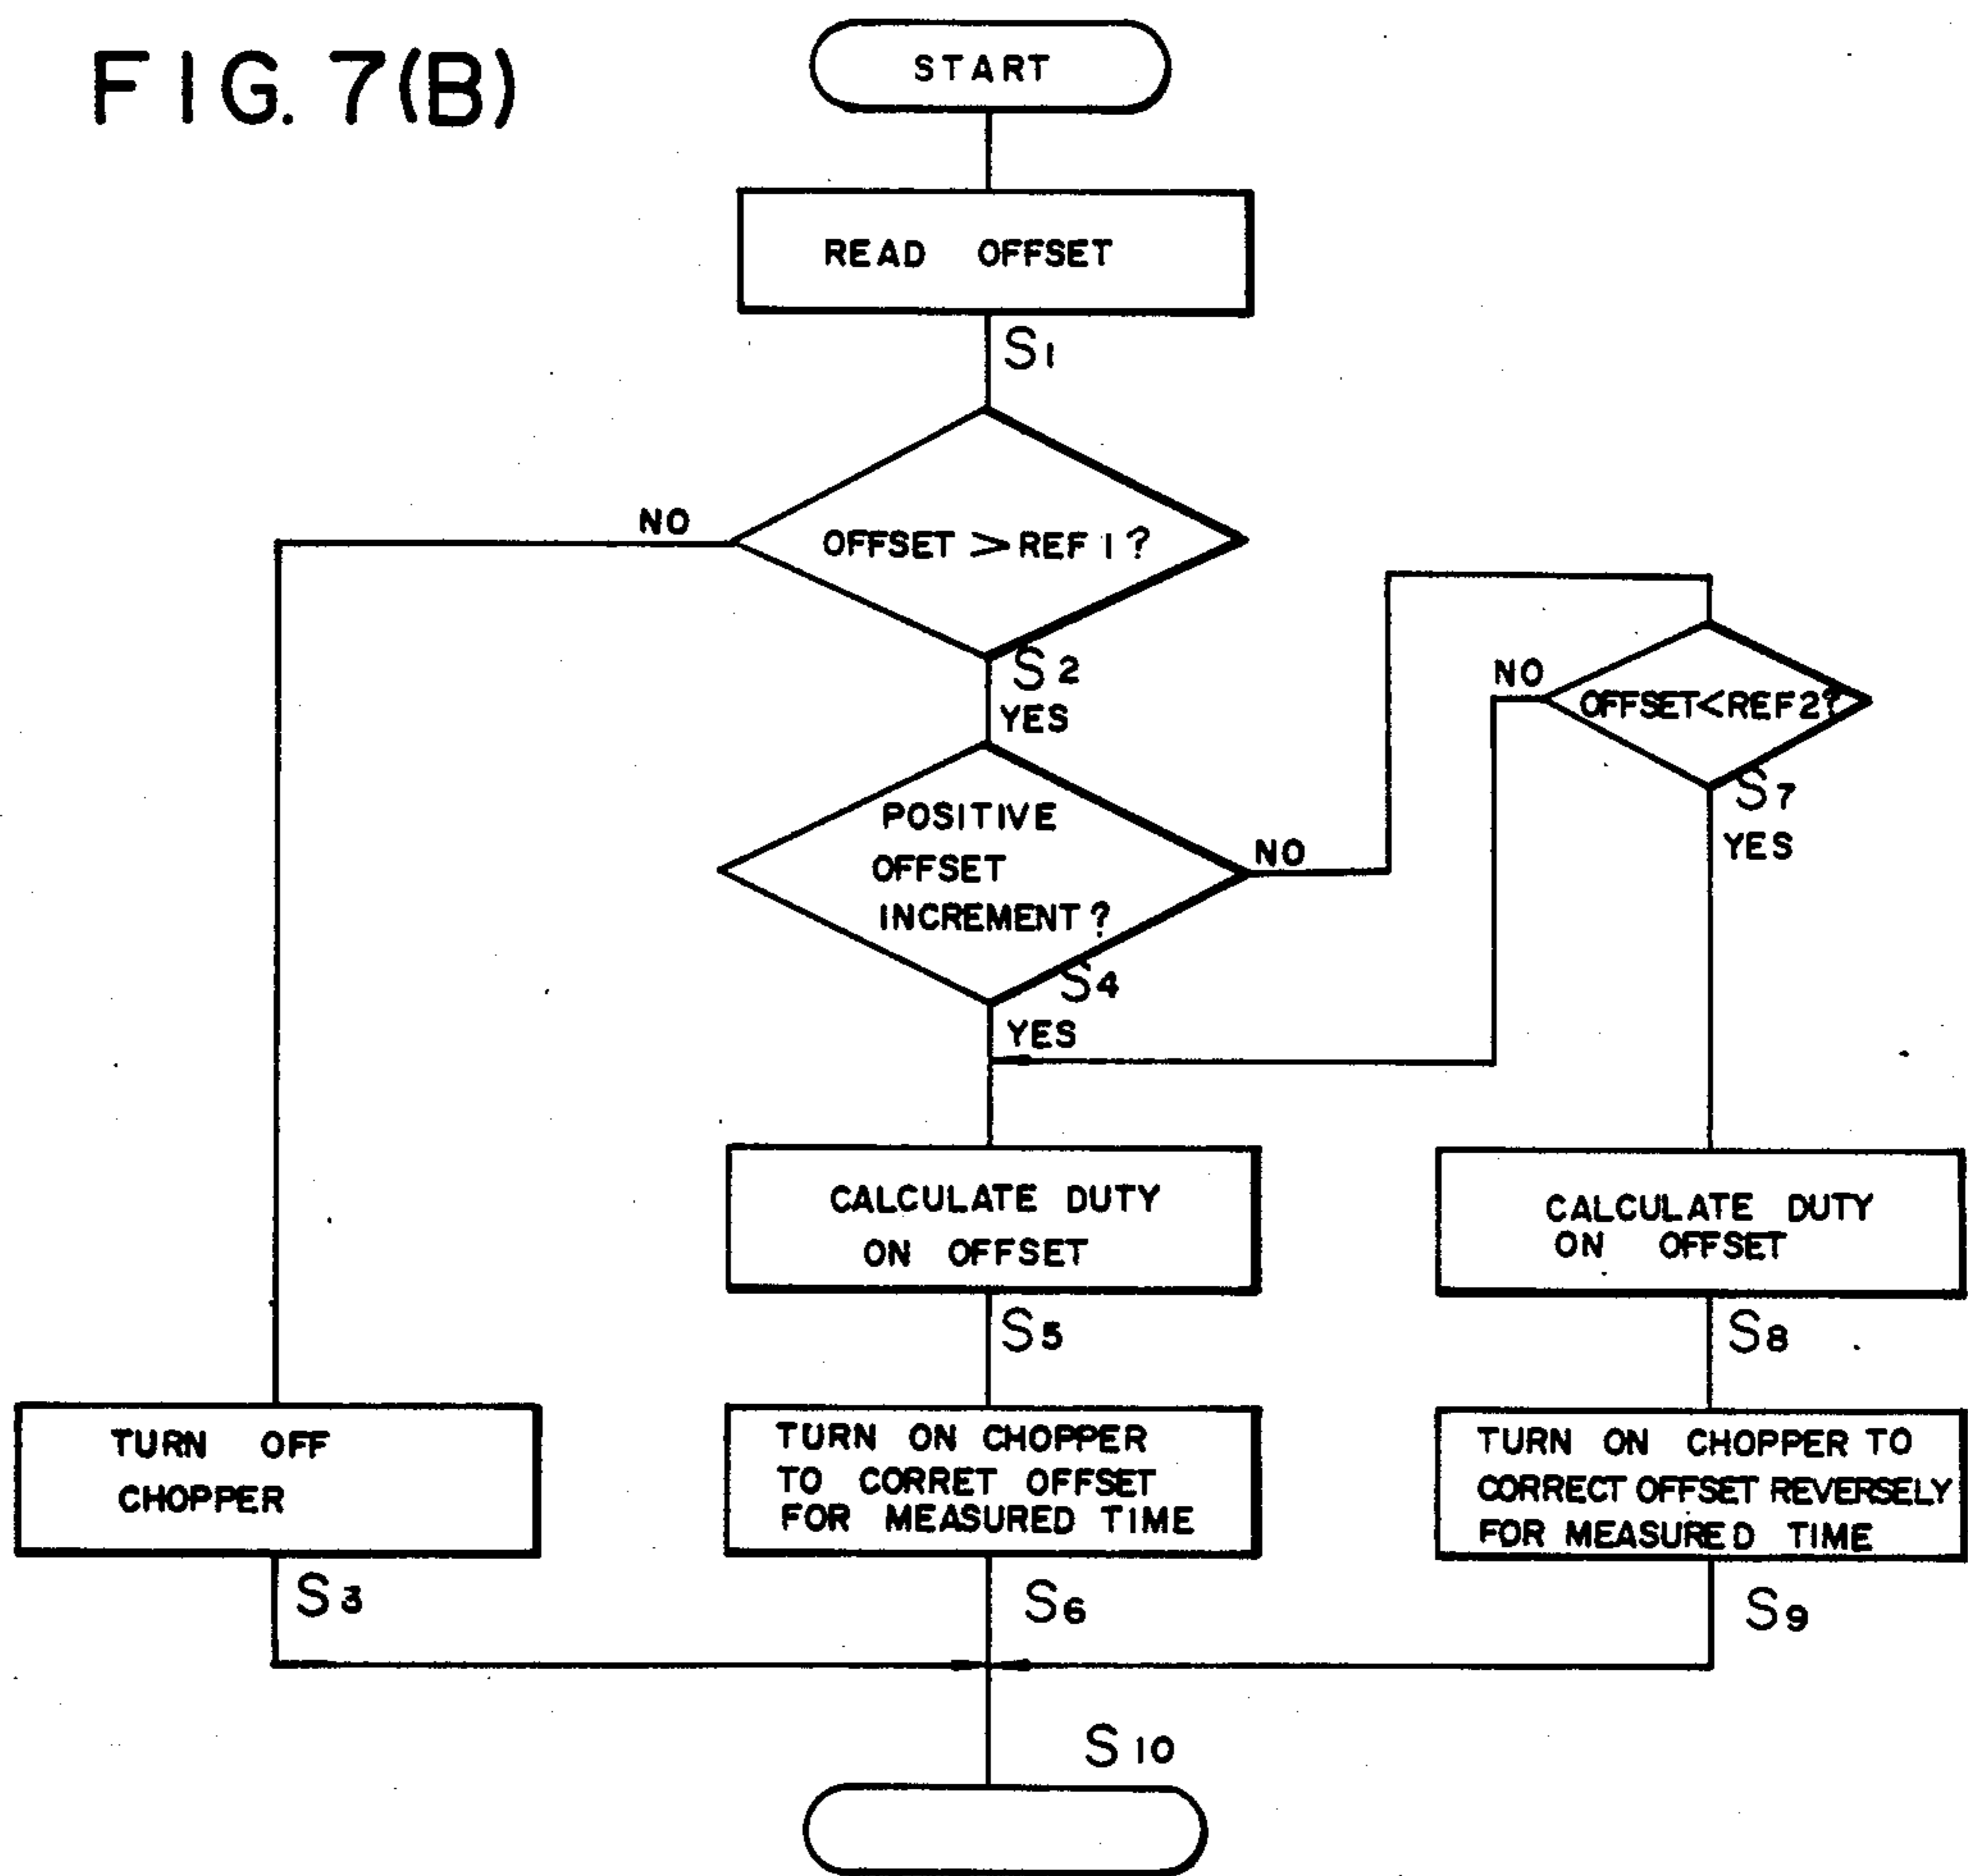 FIG. 7(B)
START
READ OFFSET
S1
OFFSET > REF 1 ?
NO
S2
YES
POSITIVE
OFFSET
INCREMENT ?
NO
S4
YES
OFFSET<REF2?
NO
S7
YES
CALCULATE DUTY
ON OFFSET
S5
CALCULATE DUTY
ON OFFSET
S8
TURN OFF
CHOPPER
S3
TURN ON CHOPPER
TO CORRET OFFSET
FOR MEASURED TIME
S6
TURN ON CHOPPER TO
CORRECT OFFSET REVERSELY
FOR MEASURED TIME
S9
S10